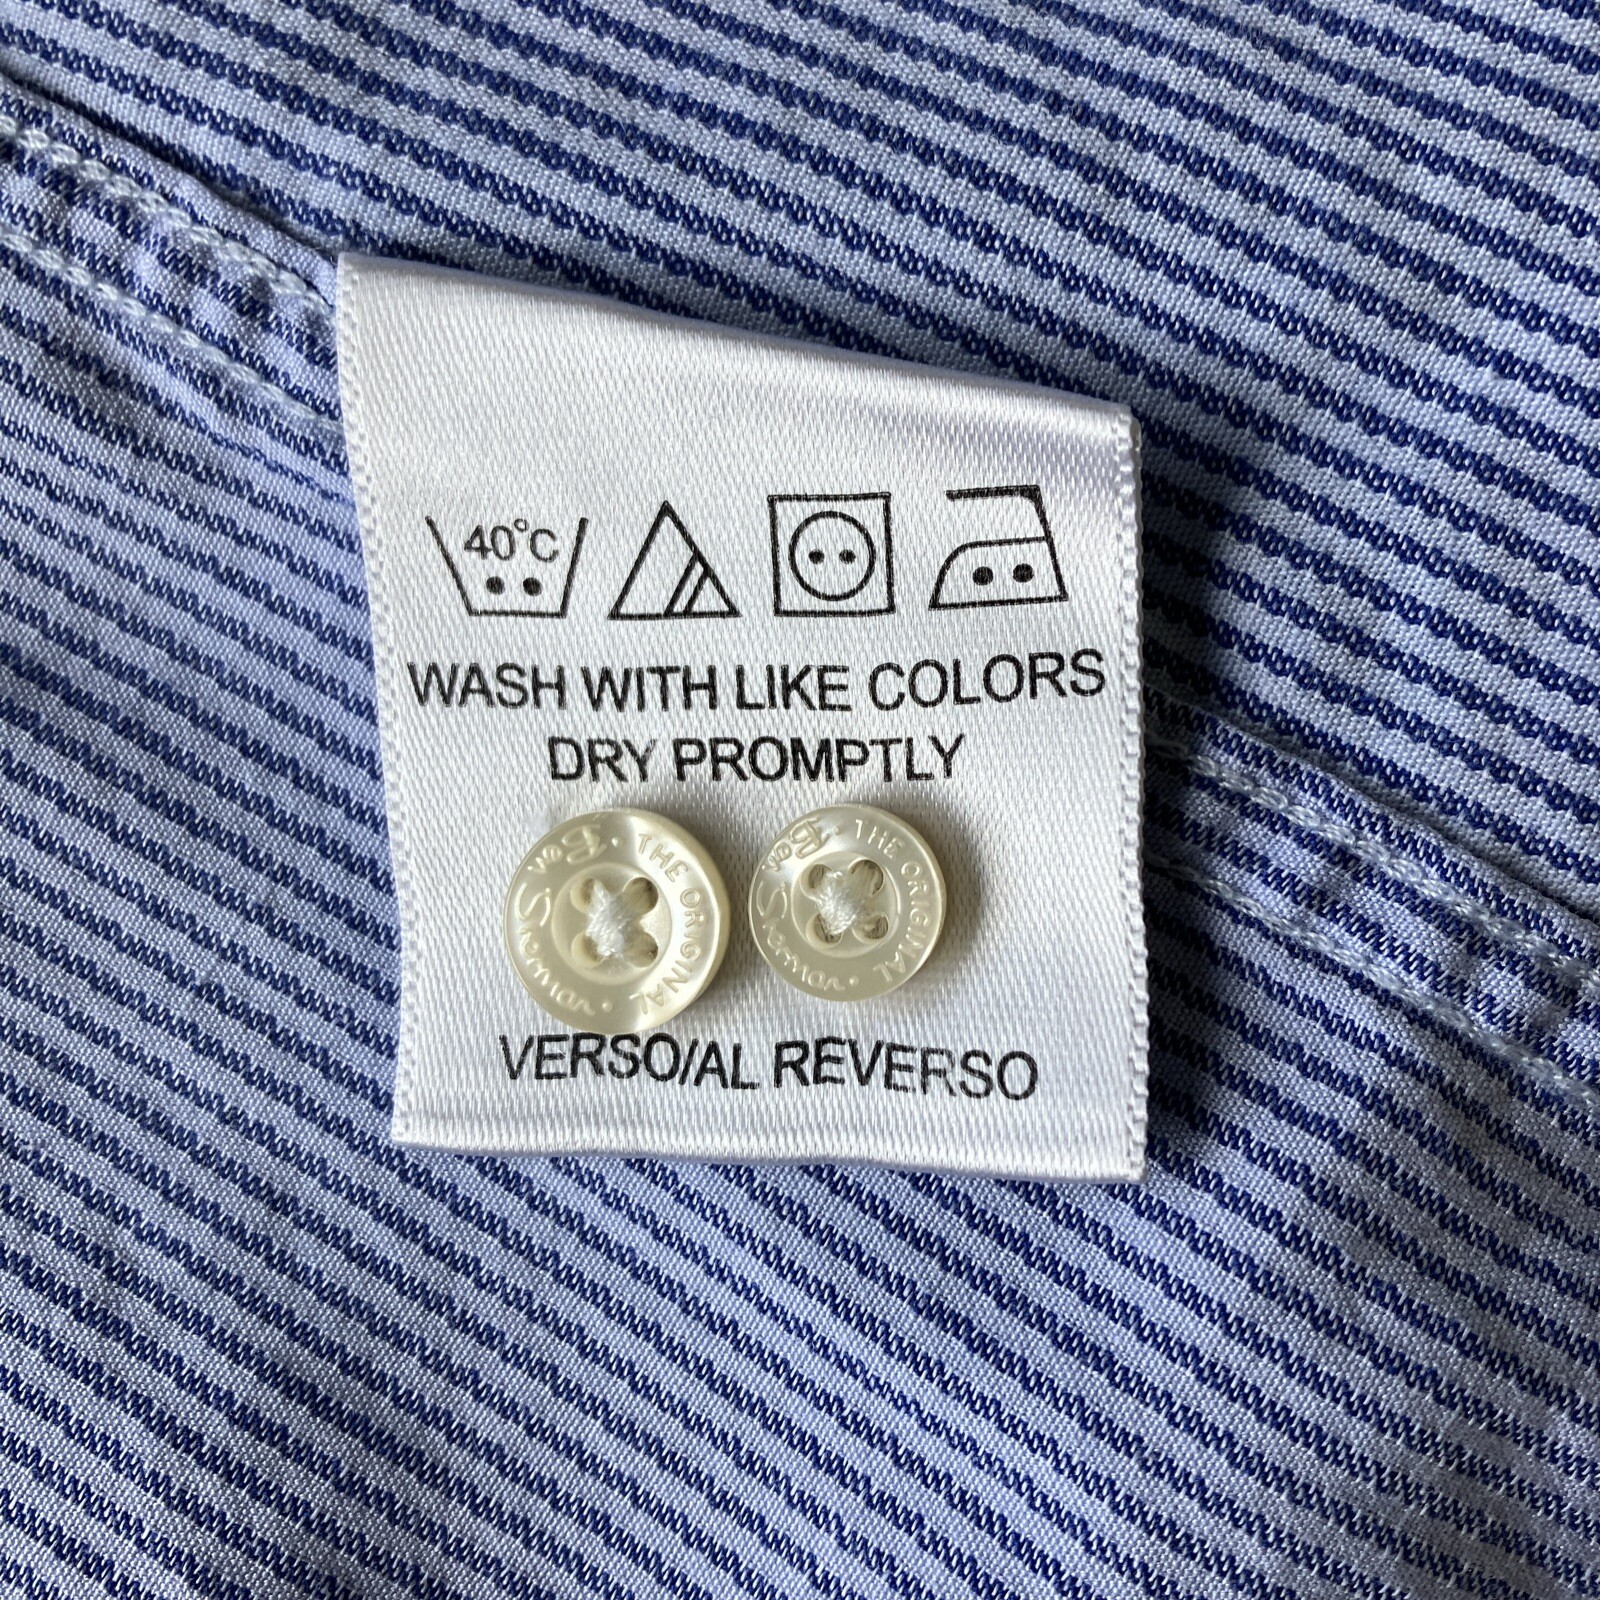 40°C
WASH WITH LIKE COLORS
DRY PROMPTLY
THE ORIGINAL
THE ORIGINAL
VERSO/AL REVERSO